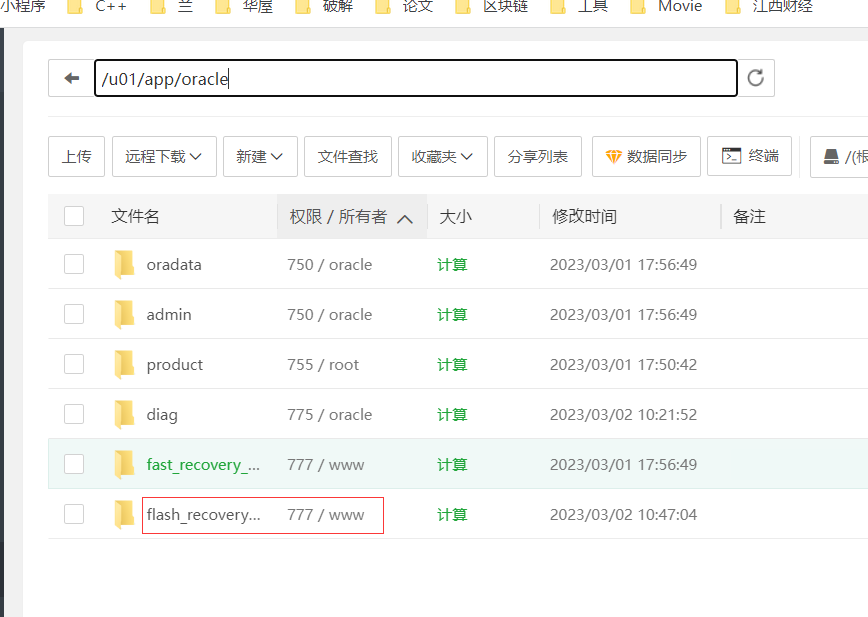 小程序 C++ 兰 华屋 破解 论文 区块链 工具 Movie 江西财经
/u01/app/oracle
上传 远程下载 新建 文件查找 收藏夹 分享列表 数据同步 终端 /(根
文件名 权限 / 所有者 大小 修改时间 备注
oradata 750 / oracle 计算 2023/03/01 17:56:49
admin 750 / oracle 计算 2023/03/01 17:56:49
product 755 / root 计算 2023/03/01 17:50:42
diag 775 / oracle 计算 2023/03/02 10:21:52
fast_recovery_... 777 / www 计算 2023/03/01 17:56:49
flash_recovery... 777 / www 计算 2023/03/02 10:47:04